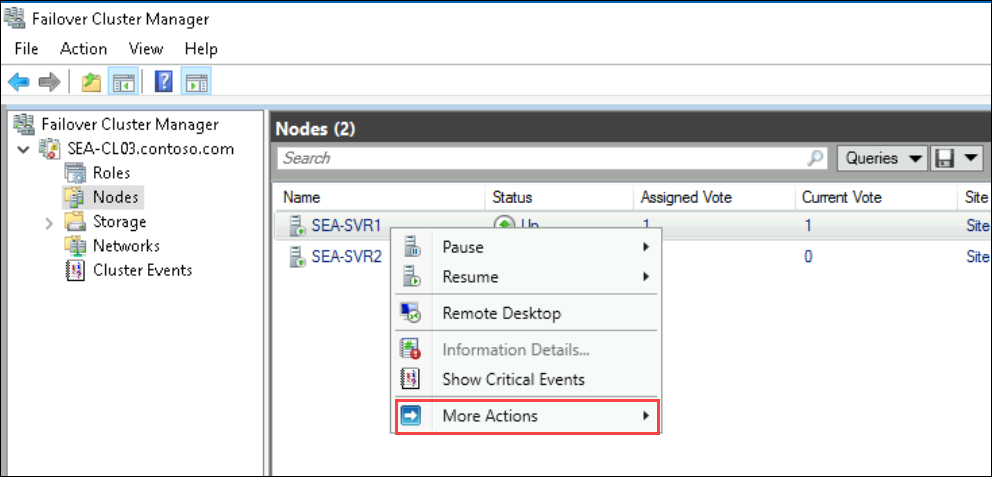 Failover Cluster Manager
File Action View Help
Failover Cluster Manager
SEA-CL03.contoso.com
Roles
Nodes
Storage
Networks
Cluster Events
Nodes (2)
Search
Queries
Name Status Assigned Vote Current Vote Site
SEA-SVR1 Up 1 1 Site
SEA-SVR2 0 Site
Pause
Resume
Remote Desktop
Information Details...
Show Critical Events
More Actions